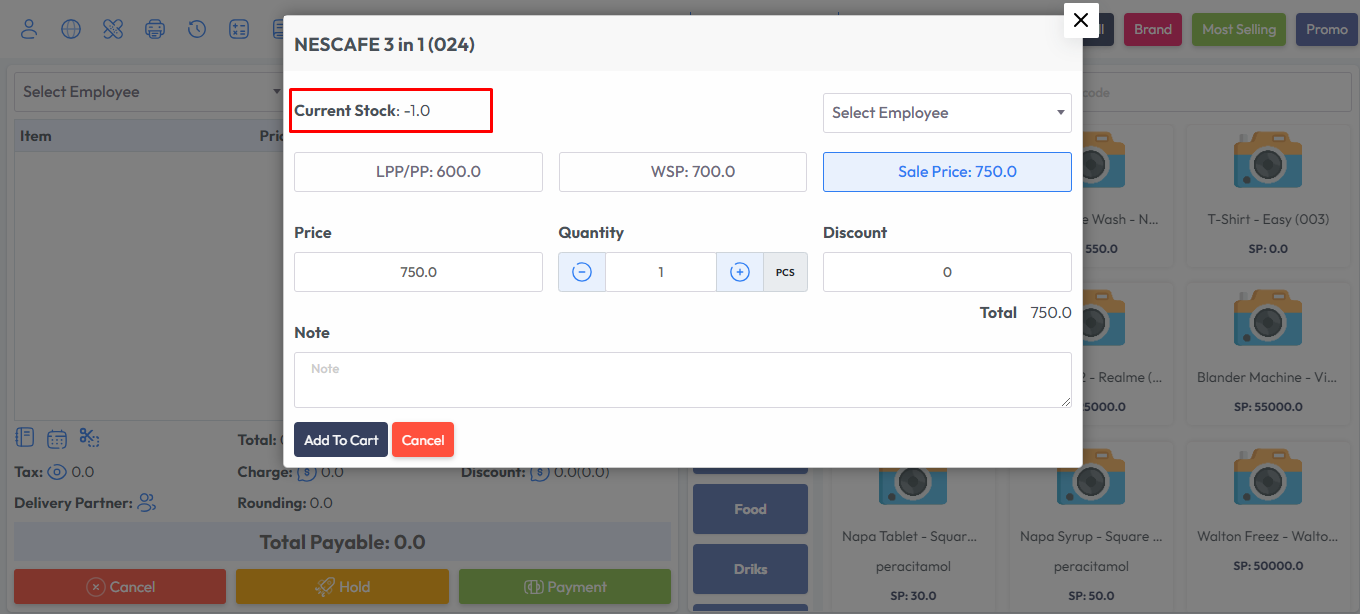 Brand
Most Selling
Promo
NESCAFE 3 in 1 (024)
Select Employee
Current Stock: -1.0
Select Employee
code
Item
LPP/PP: 600.0
WSP: 700.0
Sale Price: 750.0
Price
Quantity
Discount
750.0
1
PCS
0
Total 750.0
Note
Note
Add To Cart
Cancel
Wash - N...
550.0
T-Shirt - Easy (003)
SP: 0.0
2 - Realme (...
5000.0
Blander Machine - Vi...
SP: 55000.0
Total:
Tax: 0.0
Charge: 0.0
Discount: 0.0(0.0)
Delivery Partner:
Rounding: 0.0
Total Payable: 0.0
Cancel
Hold
Payment
Food
Driks
Napa Tablet - Squar...
peracitamol
SP: 30.0
Napa Syrup - Square ...
peracitamol
SP: 50.0
Walton Freez - Walto...
SP: 50000.0